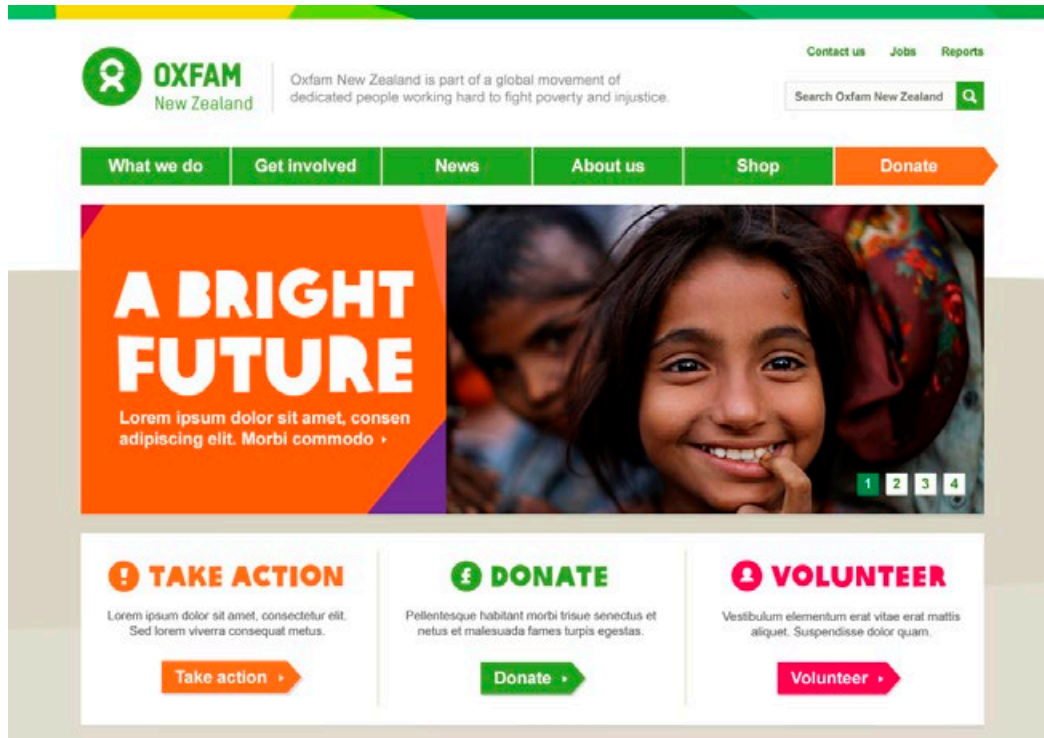 OXFAM
New Zealand
Oxfam New Zealand is part of a global movement of
dedicated people working hard to fight poverty and injustice.
Contact us Jobs Reports
Search Oxfam New Zealand
What we do Get involved News About us Shop Donate
A BRIGHT
FUTURE
Lorem ipsum dolor sit amet, consen
adipiscing elit. Morbi commodo
1 2 3 4
TAKE ACTION
Lorem ipsum dolor sit amet, consectetur elit.
Sed lorem viverra consequat metus.
Take action
£ DONATE
Pellentesque habitant morbi trisue senectus et
netus et malesuada fames turpis egestas.
Donate
VOLUNTEER
Vestibulum elementum erat vitae erat mattis
aliquet. Suspendisse dolor quam.
Volunteer